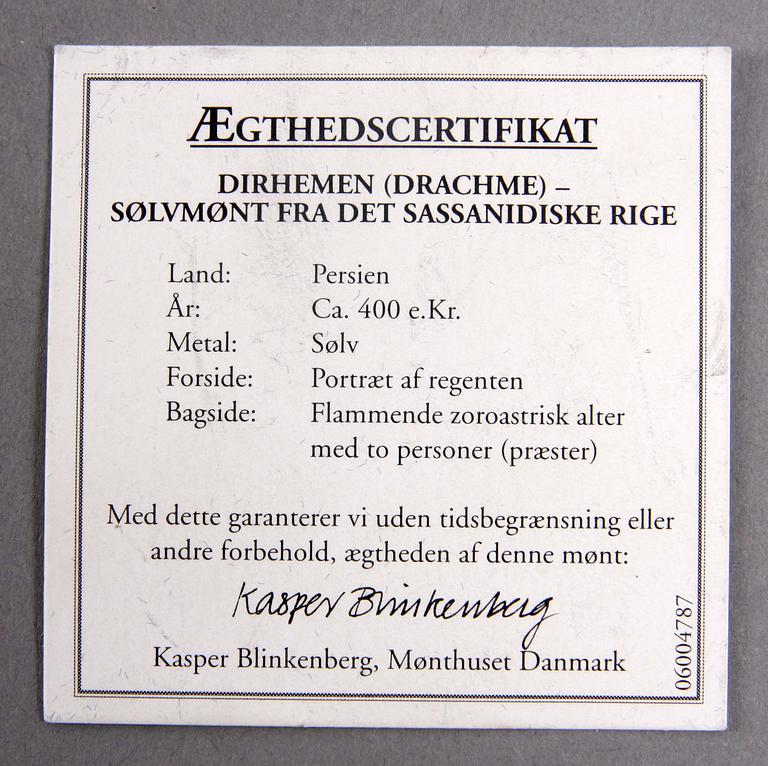 ÆGTHEDSCERTIFIKAT
DIRHEMEN (DRACHME) –
SØLVMØNT FRA DET SASSANIDISKE RIGE
Land: Persien
År: Ca. 400 e.Kr.
Metal: Sølv
Forside: Portræt af regenten
Bagside: Flammende zoroastrisk alter
med to personer (præster)
Med dette garanterer vi uden tidsbegrænsning eller
andre forbehold, ægtheden af denne mønt:
Kasper Blinkenberg
Kasper Blinkenberg, Mønthuset Danmark
06004787